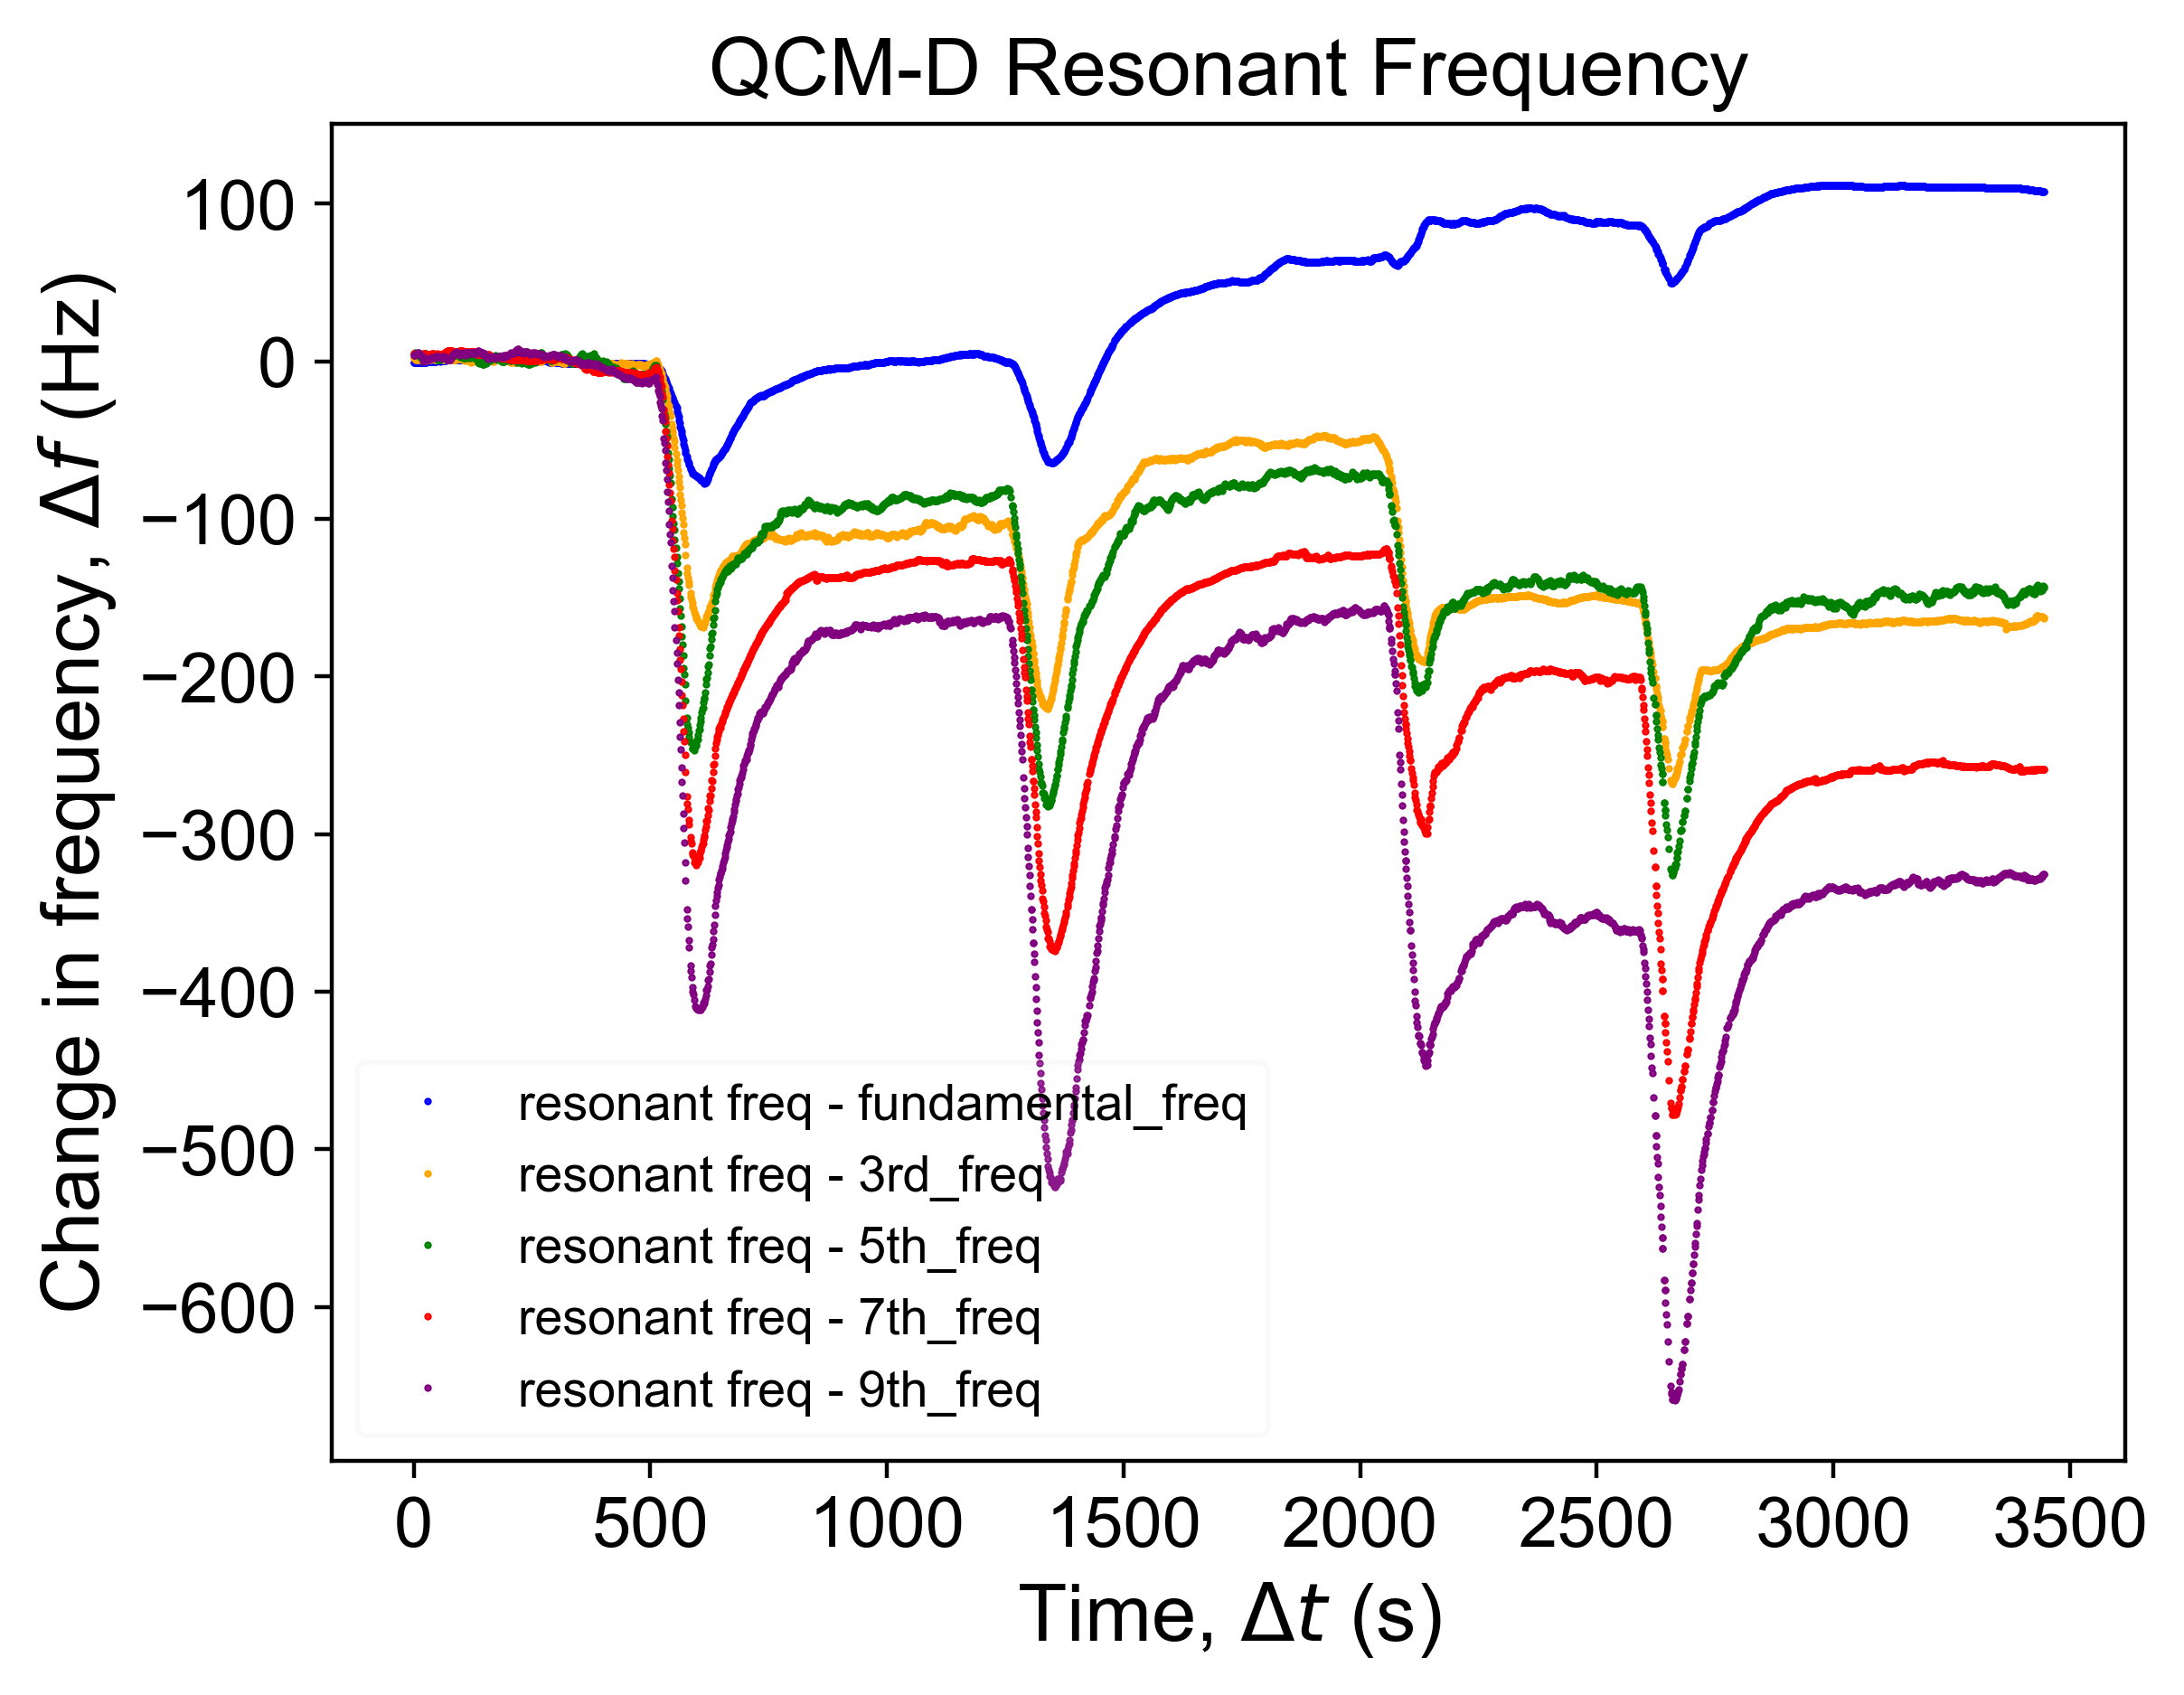 QCM-D Resonant Frequency
Change in frequency, Δf (Hz)
100
0
−100
−200
−300
−400
−500
−600
resonant freq - fundamental_freq
resonant freq - 3rd_freq
resonant freq - 5th_freq
resonant freq - 7th_freq
resonant freq - 9th_freq
0 500 1000 1500 2000 2500 3000 3500
Time, Δt (s)